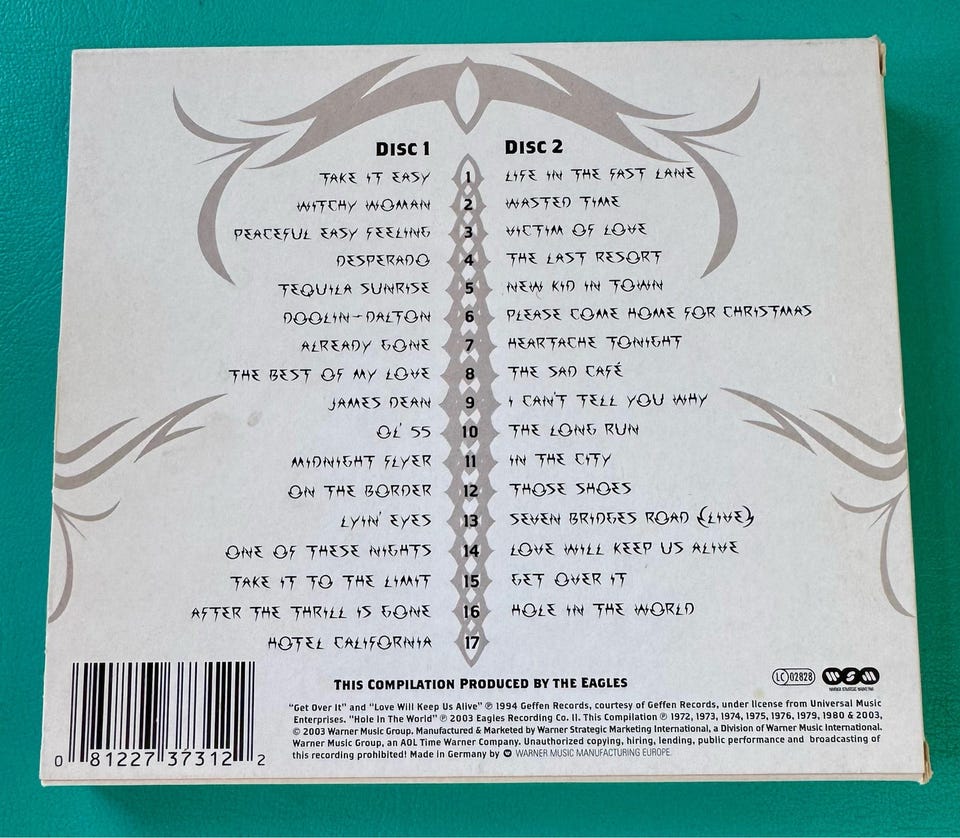 DISC 1
TAKE IT EASY 1
WITCHY WOMAN 2
PEACEFUL EASY FEELING 3
DESPERADO 4
TEQUILA SUNRISE 5
DOOLIN-DALTON 6
ALREADY GONE 7
THE BEST OF MY LOVE 8
JAMES DEAN 9
OL' 55 10
MIDNIGHT FLYER 11
ON THE BORDER 12
LYIN' EYES 13
ONE OF THESE NIGHTS 14
TAKE IT TO THE LIMIT 15
AFTER THE THRILL IS GONE 16
HOTEL CALIFORNIA 17
DISC 2
LIFE IN THE FAST LANE
WASTED TIME
VICTIM OF LOVE
THE LAST RESORT
NEW KID IN TOWN
PLEASE COME HOME FOR CHRISTMAS
HEARTACHE TONIGHT
THE SAD CAFÉ
I CAN'T TELL YOU WHY
THE LONG RUN
IN THE CITY
THOSE SHOES
SEVEN BRIDGES ROAD (LIVE)
LOVE WILL KEEP US ALIVE
GET OVER IT
HOLE IN THE WORLD
THIS COMPILATION PRODUCED BY THE EAGLES
"Get Over It" and "Love Will Keep Us Alive" ℗ 1994 Geffen Records, courtesy of Geffen Records, under license from Universal Music
Enterprises. "Hole In The World" ℗ 2003 Eagles Recording Co. II. This Compilation ℗ 1972, 1973, 1974, 1975, 1976, 1979, 1980 & 2003,
© 2003 Warner Music Group. Manufactured & Marketed by Warner Strategic Marketing International, a Division of Warner Music International.
Warner Music Group, an AOL Time Warner Company. Unauthorized copying, hiring, lending, public performance and broadcasting of
this recording prohibited! Made in Germany by WARNER MUSIC MANUFACTURING EUROPE.
0 81227 37312 2
LC 02828
WSM
WARNER STRATEGIC MARKETING